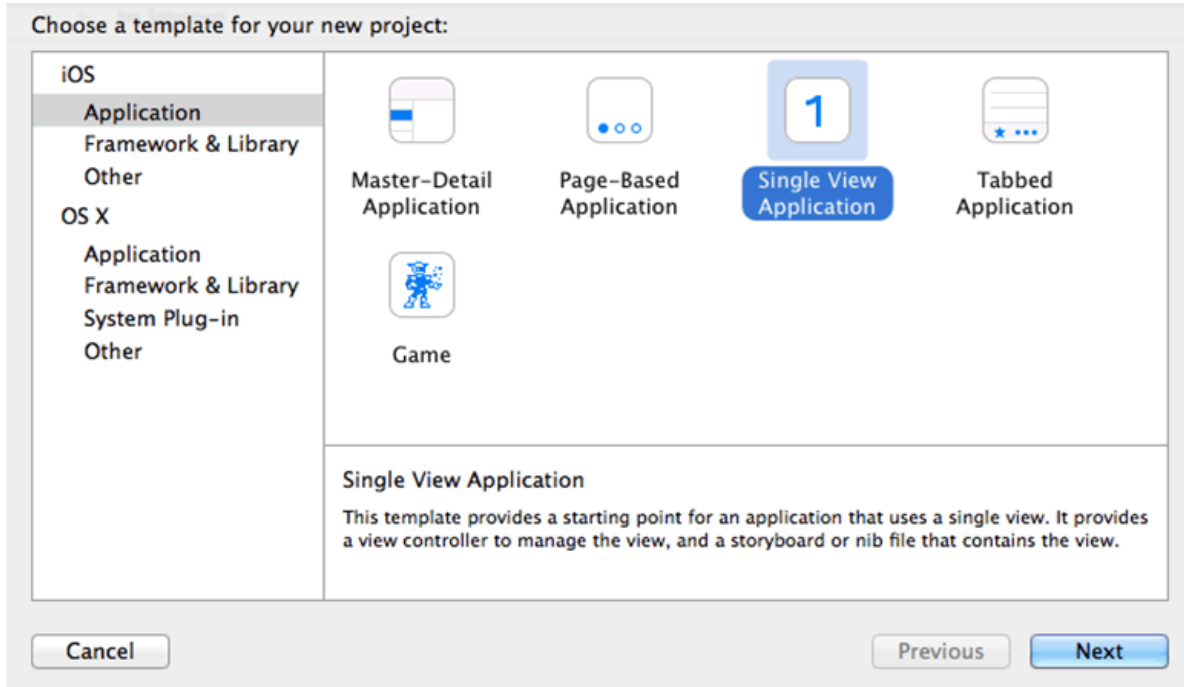 Choose a template for your new project:
iOS
Application
Framework & Library
Other
OS X
Application
Framework & Library
System Plug-in
Other
Master-Detail
Application
Page-Based
Application
1
Single View
Application
Tabbed
Application
Game
Single View Application
This template provides a starting point for an application that uses a single view. It provides
a view controller to manage the view, and a storyboard or nib file that contains the view.
Cancel
Previous
Next